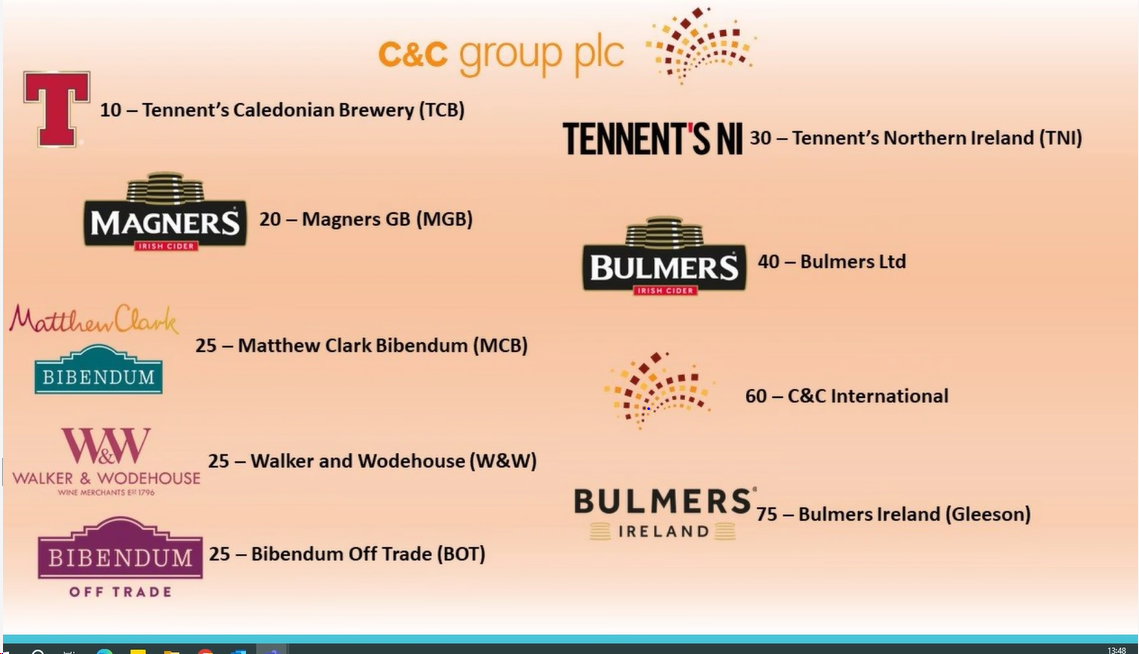 C&C group plc
T
10 – Tennent's Caledonian Brewery (TCB)
TENNENT'S NI
30 – Tennent's Northern Ireland (TNI)
MAGNERS
IRISH CIDER
20 – Magners GB (MGB)
BULMERS
IRISH CIDER
40 – Bulmers Ltd
Matthew Clark
BIBENDUM
25 – Matthew Clark Bibendum (MCB)
60 – C&C International
W&W
WALKER & WODEHOUSE
WINE MERCHANTS EST 1796
25 – Walker and Wodehouse (W&W)
BULMERS
IRELAND
75 – Bulmers Ireland (Gleeson)
BIBENDUM
OFF TRADE
25 – Bibendum Off Trade (BOT)
13:48